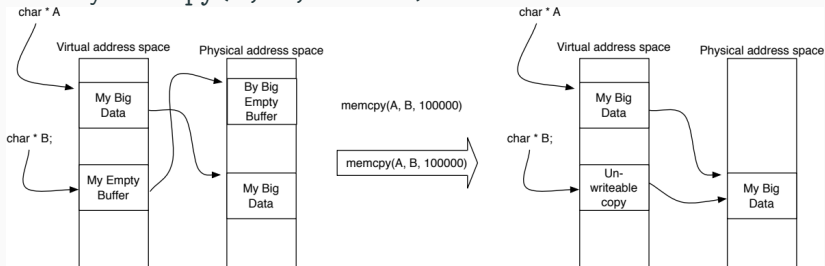 char * A
Virtual address space
Physical address space
My Big
Data
By Big
Empty
Buffer
char * B;
My Empty
Buffer
My Big
Data
memcpy(A, B, 100000)
memcpy(A, B, 100000)
char * A
Virtual address space
Physical address space
My Big
Data
char * B;
Un-
writeable
copy
My Big
Data